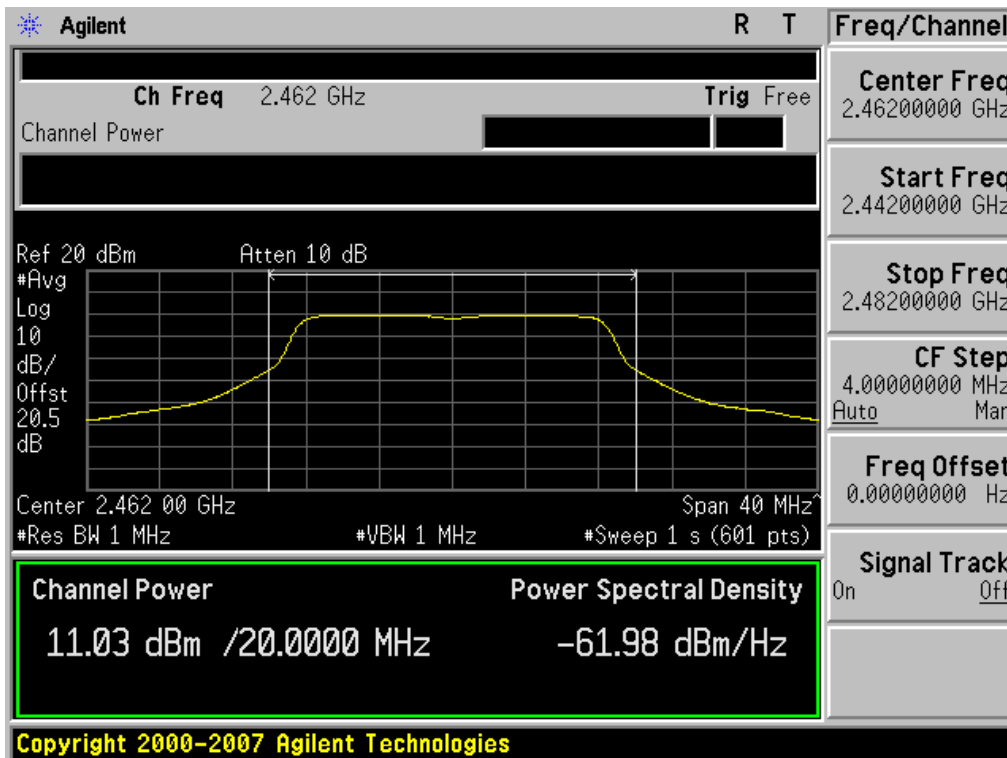 Agilent R T Freq/Channel
Ch Freq 2.462 GHz Trig Free
Channel Power
Center Freq
2.46200000 GHz
Start Freq
2.44200000 GHz
Stop Freq
2.48200000 GHz
CF Step
4.00000000 MHz
Auto Man
Freq Offset
0.00000000 Hz
Signal Track
On Off
Ref 20 dBm Atten 10 dB
#Avg
Log
10
dB/
Offst
20.5
dB
Center 2.462 00 GHz Span 40 MHz^
#Res BW 1 MHz #VBW 1 MHz #Sweep 1 s (601 pts)
Channel Power Power Spectral Density
11.03 dBm /20.0000 MHz -61.98 dBm/Hz
Copyright 2000-2007 Agilent Technologies